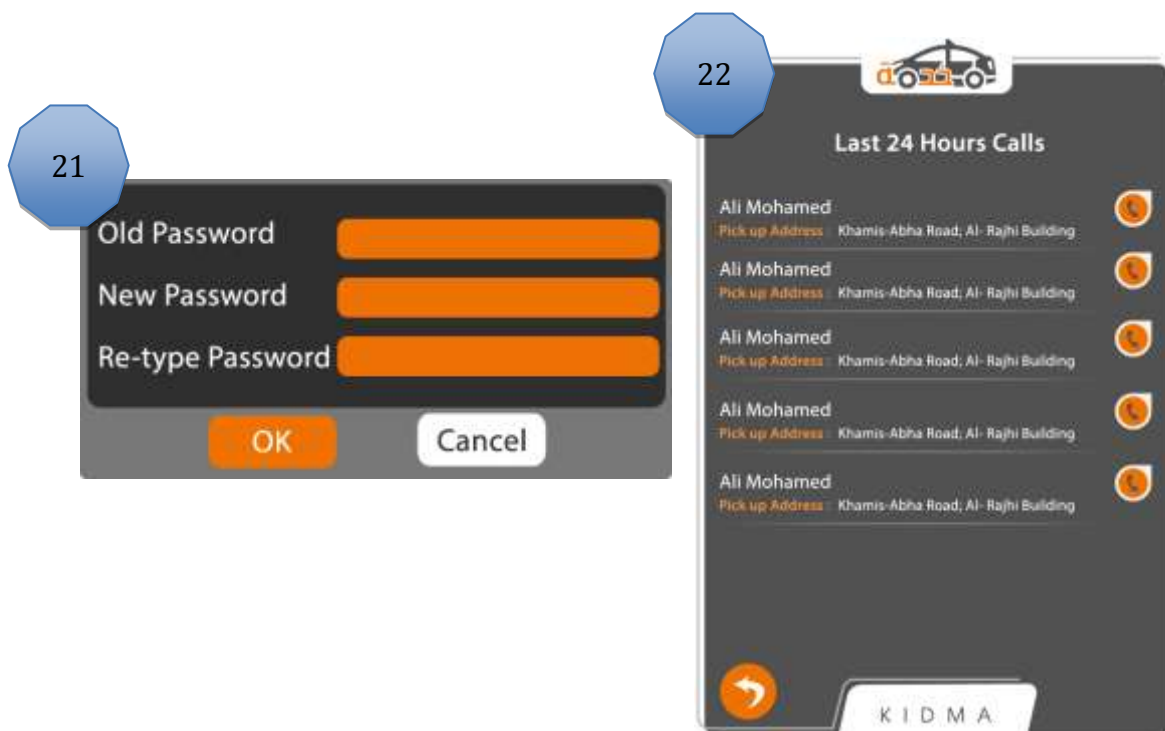 21
Old Password
New Password
Re-type Password
OK
Cancel
22
Last 24 Hours Calls
Ali Mohamed
Pick up Address : Khamis-Abha Road; Al- Rajhi Building
Ali Mohamed
Pick up Address : Khamis-Abha Road; Al- Rajhi Building
Ali Mohamed
Pick up Address : Khamis-Abha Road; Al- Rajhi Building
Ali Mohamed
Pick up Address : Khamis-Abha Road; Al- Rajhi Building
Ali Mohamed
Pick up Address : Khamis-Abha Road; Al- Rajhi Building
KIDMA